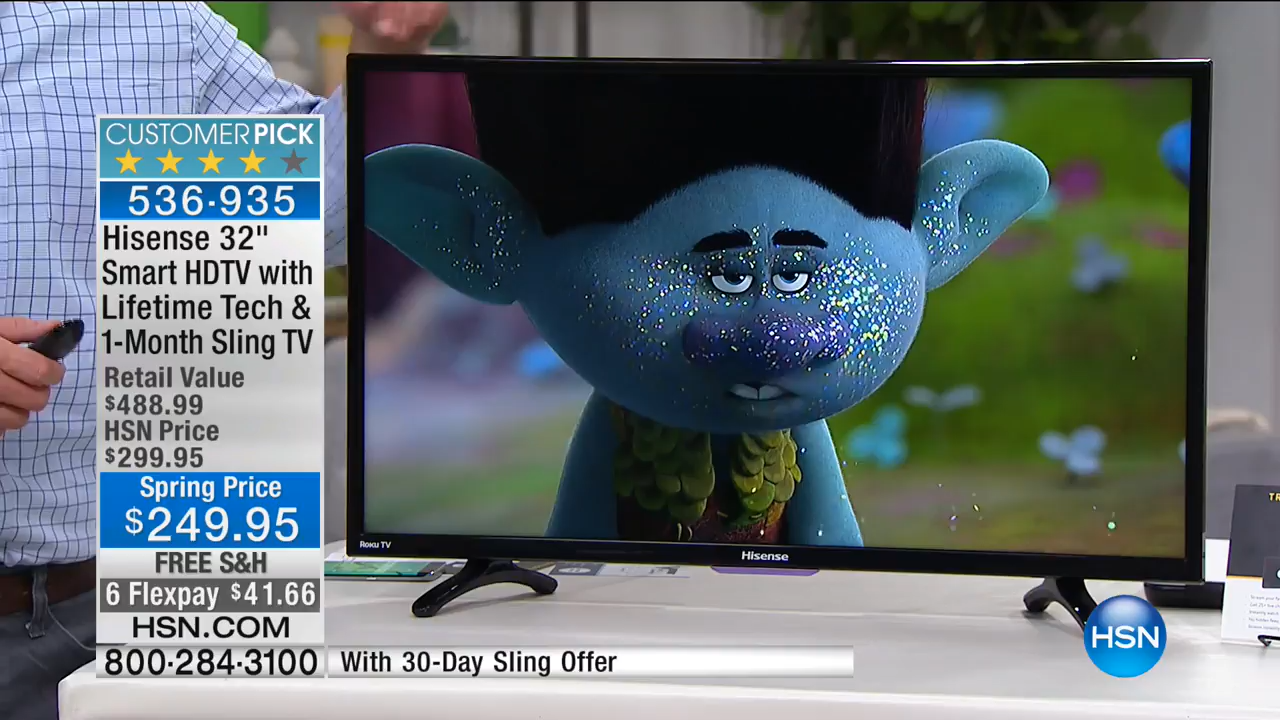 CUSTOMERPICK
536-935
Hisense 32"
Smart HDTV with
Lifetime Tech &
1-Month Sling TV
Retail Value
$488.99
HSN Price
$299.95
Spring Price
$249.95
FREE S&H
6 Flexpay $41.66
HSN.COM
800·284·3100
With 30-Day Sling Offer
Roku TV
Hisense
HSN
TR